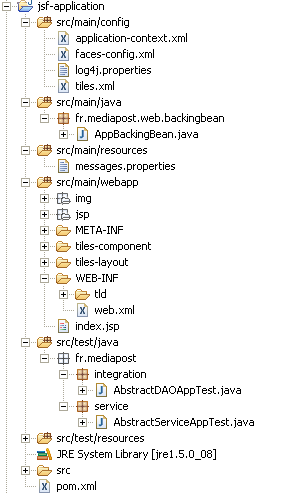 jsf-application
src/main/config
application-context.xml
faces-config.xml
log4j.properties
tiles.xml
src/main/java
fr.mediapost.web.backingbean
AppBackingBean.java
src/main/resources
messages.properties
src/main/webapp
img
jsp
META-INF
tiles-component
tiles-layout
WEB-INF
tld
web.xml
index.jsp
src/test/java
fr.mediapost
integration
AbstractDAOAppTest.java
service
AbstractServiceAppTest.java
src/test/resources
JRE System Library [jre1.5.0_08]
src
pom.xml